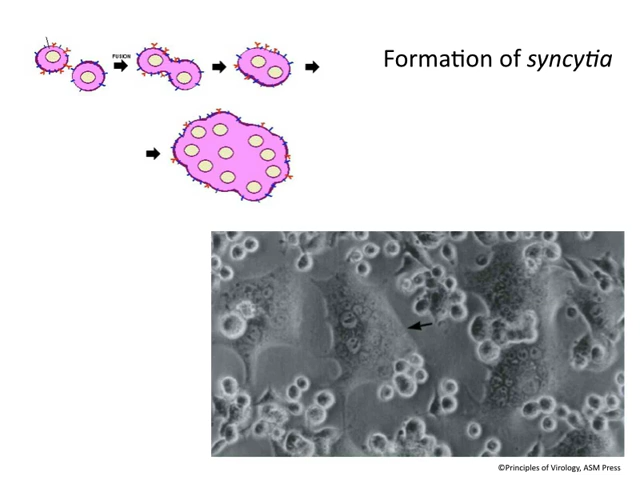 FUSION
Formation of syncytia
©Principles of Virology, ASM Press